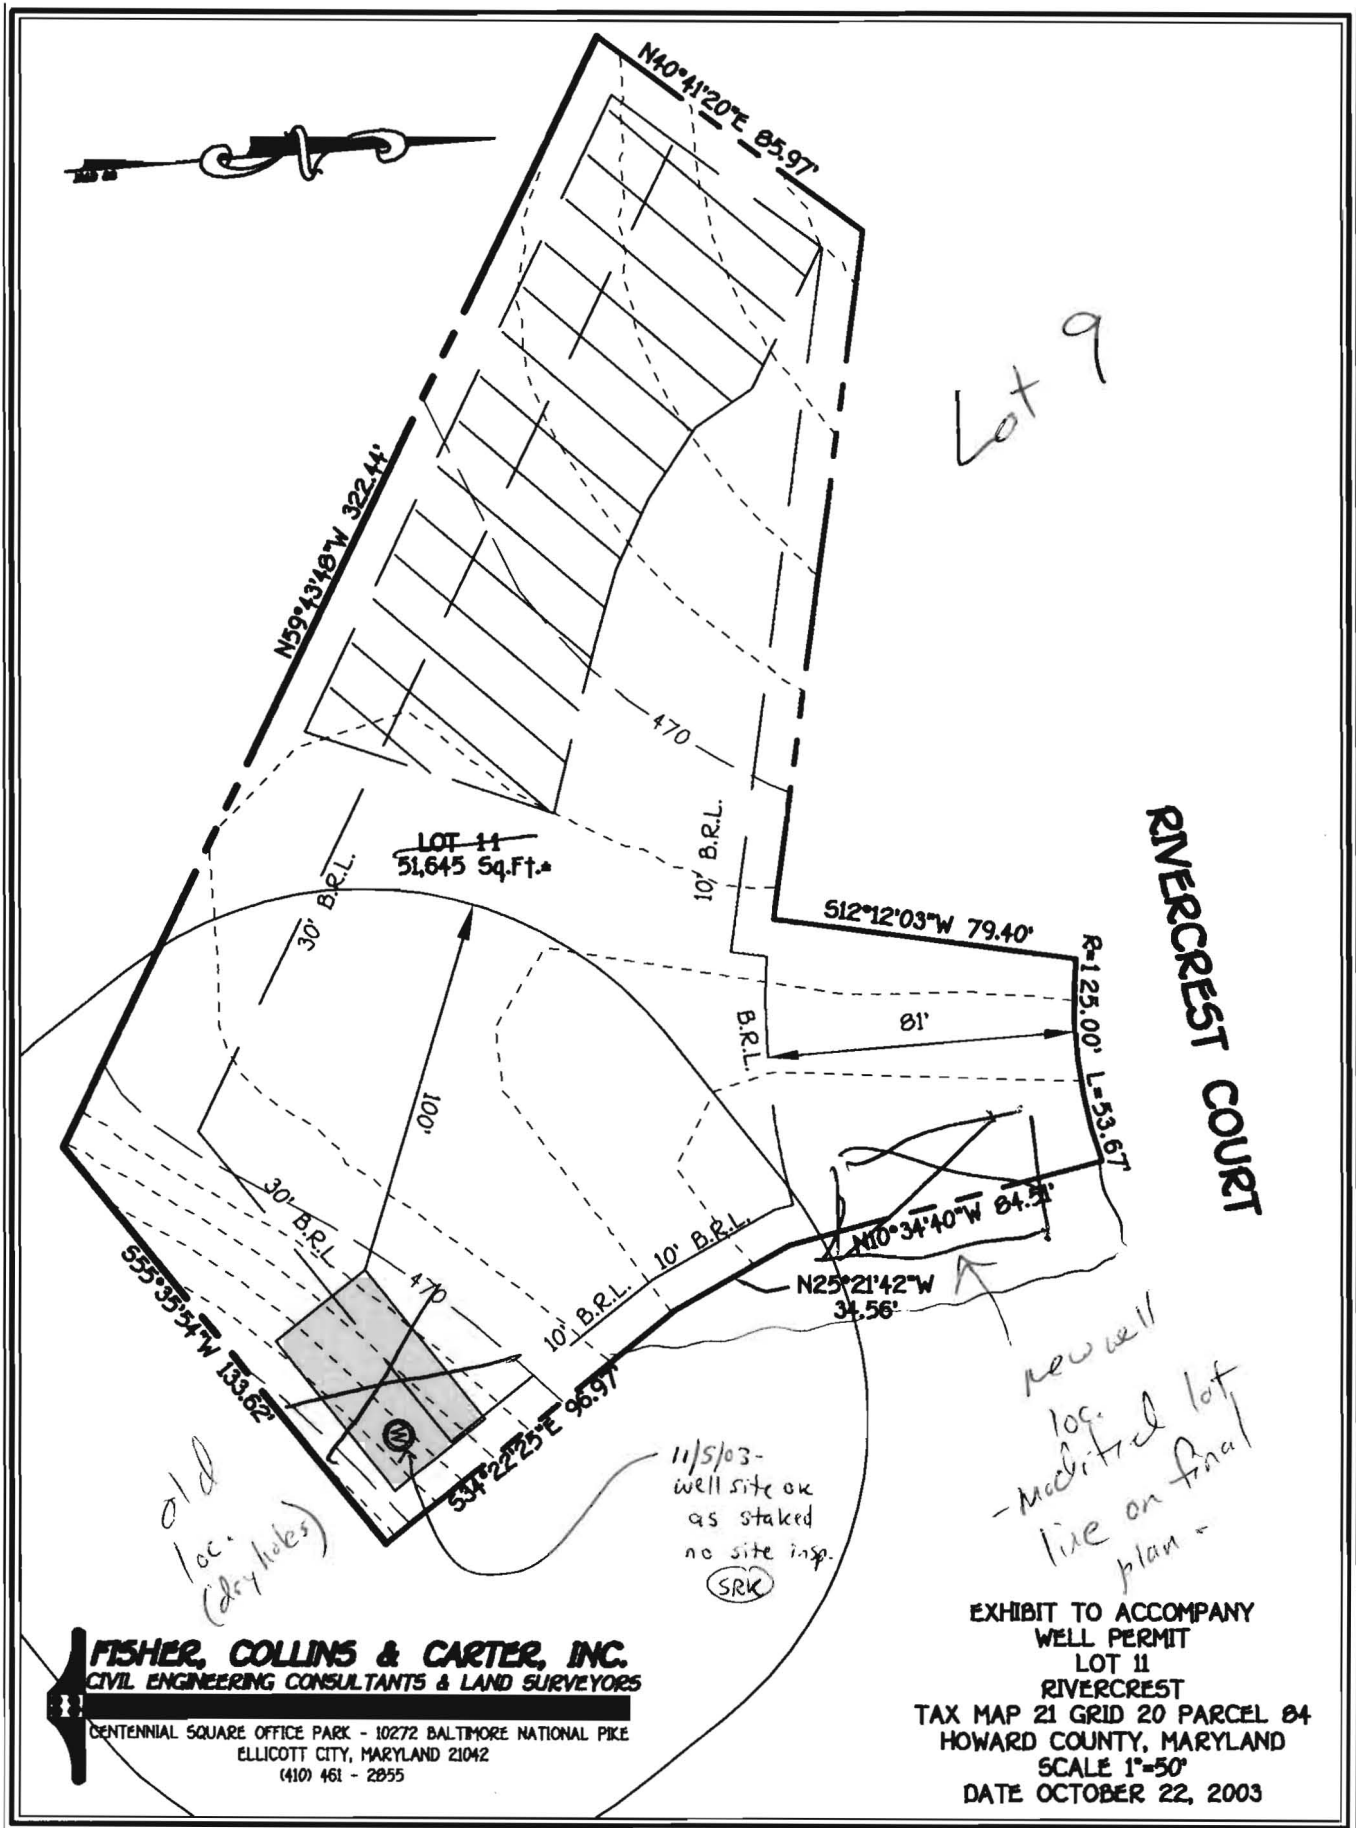 N40°41'20"E 85.97'
Lot 9
N59°43'48"W 322.44'
470
10' B.R.L.
LOT 11
51,645 Sq.Ft.±
30' B.R.L.
S12°12'03"W 79.40'
RIVERCREST COURT
R=125.00' L=53.67'
81'
B.R.L.
100'
30' B.R.L.
470
10' B.R.L.
10' B.R.L.
N10°34'40"W 84.51'
N25°21'42"W
34.56'
S55°35'54"W 133.62'
W
S34°22'25"E 96.97'
new well
loc.
- modified lot
line on final
plan -
old
loc.
(dry holes)
11/5/03-
well site ok
as staked
no site insp.
SRK
FISHER, COLLINS & CARTER, INC.
CIVIL ENGINEERING CONSULTANTS & LAND SURVEYORS
CENTENNIAL SQUARE OFFICE PARK - 10272 BALTIMORE NATIONAL PIKE
ELLICOTT CITY, MARYLAND 21042
(410) 461 - 2855
EXHIBIT TO ACCOMPANY
WELL PERMIT
LOT 11
RIVERCREST
TAX MAP 21 GRID 20 PARCEL 84
HOWARD COUNTY, MARYLAND
SCALE 1"=50'
DATE OCTOBER 22, 2003